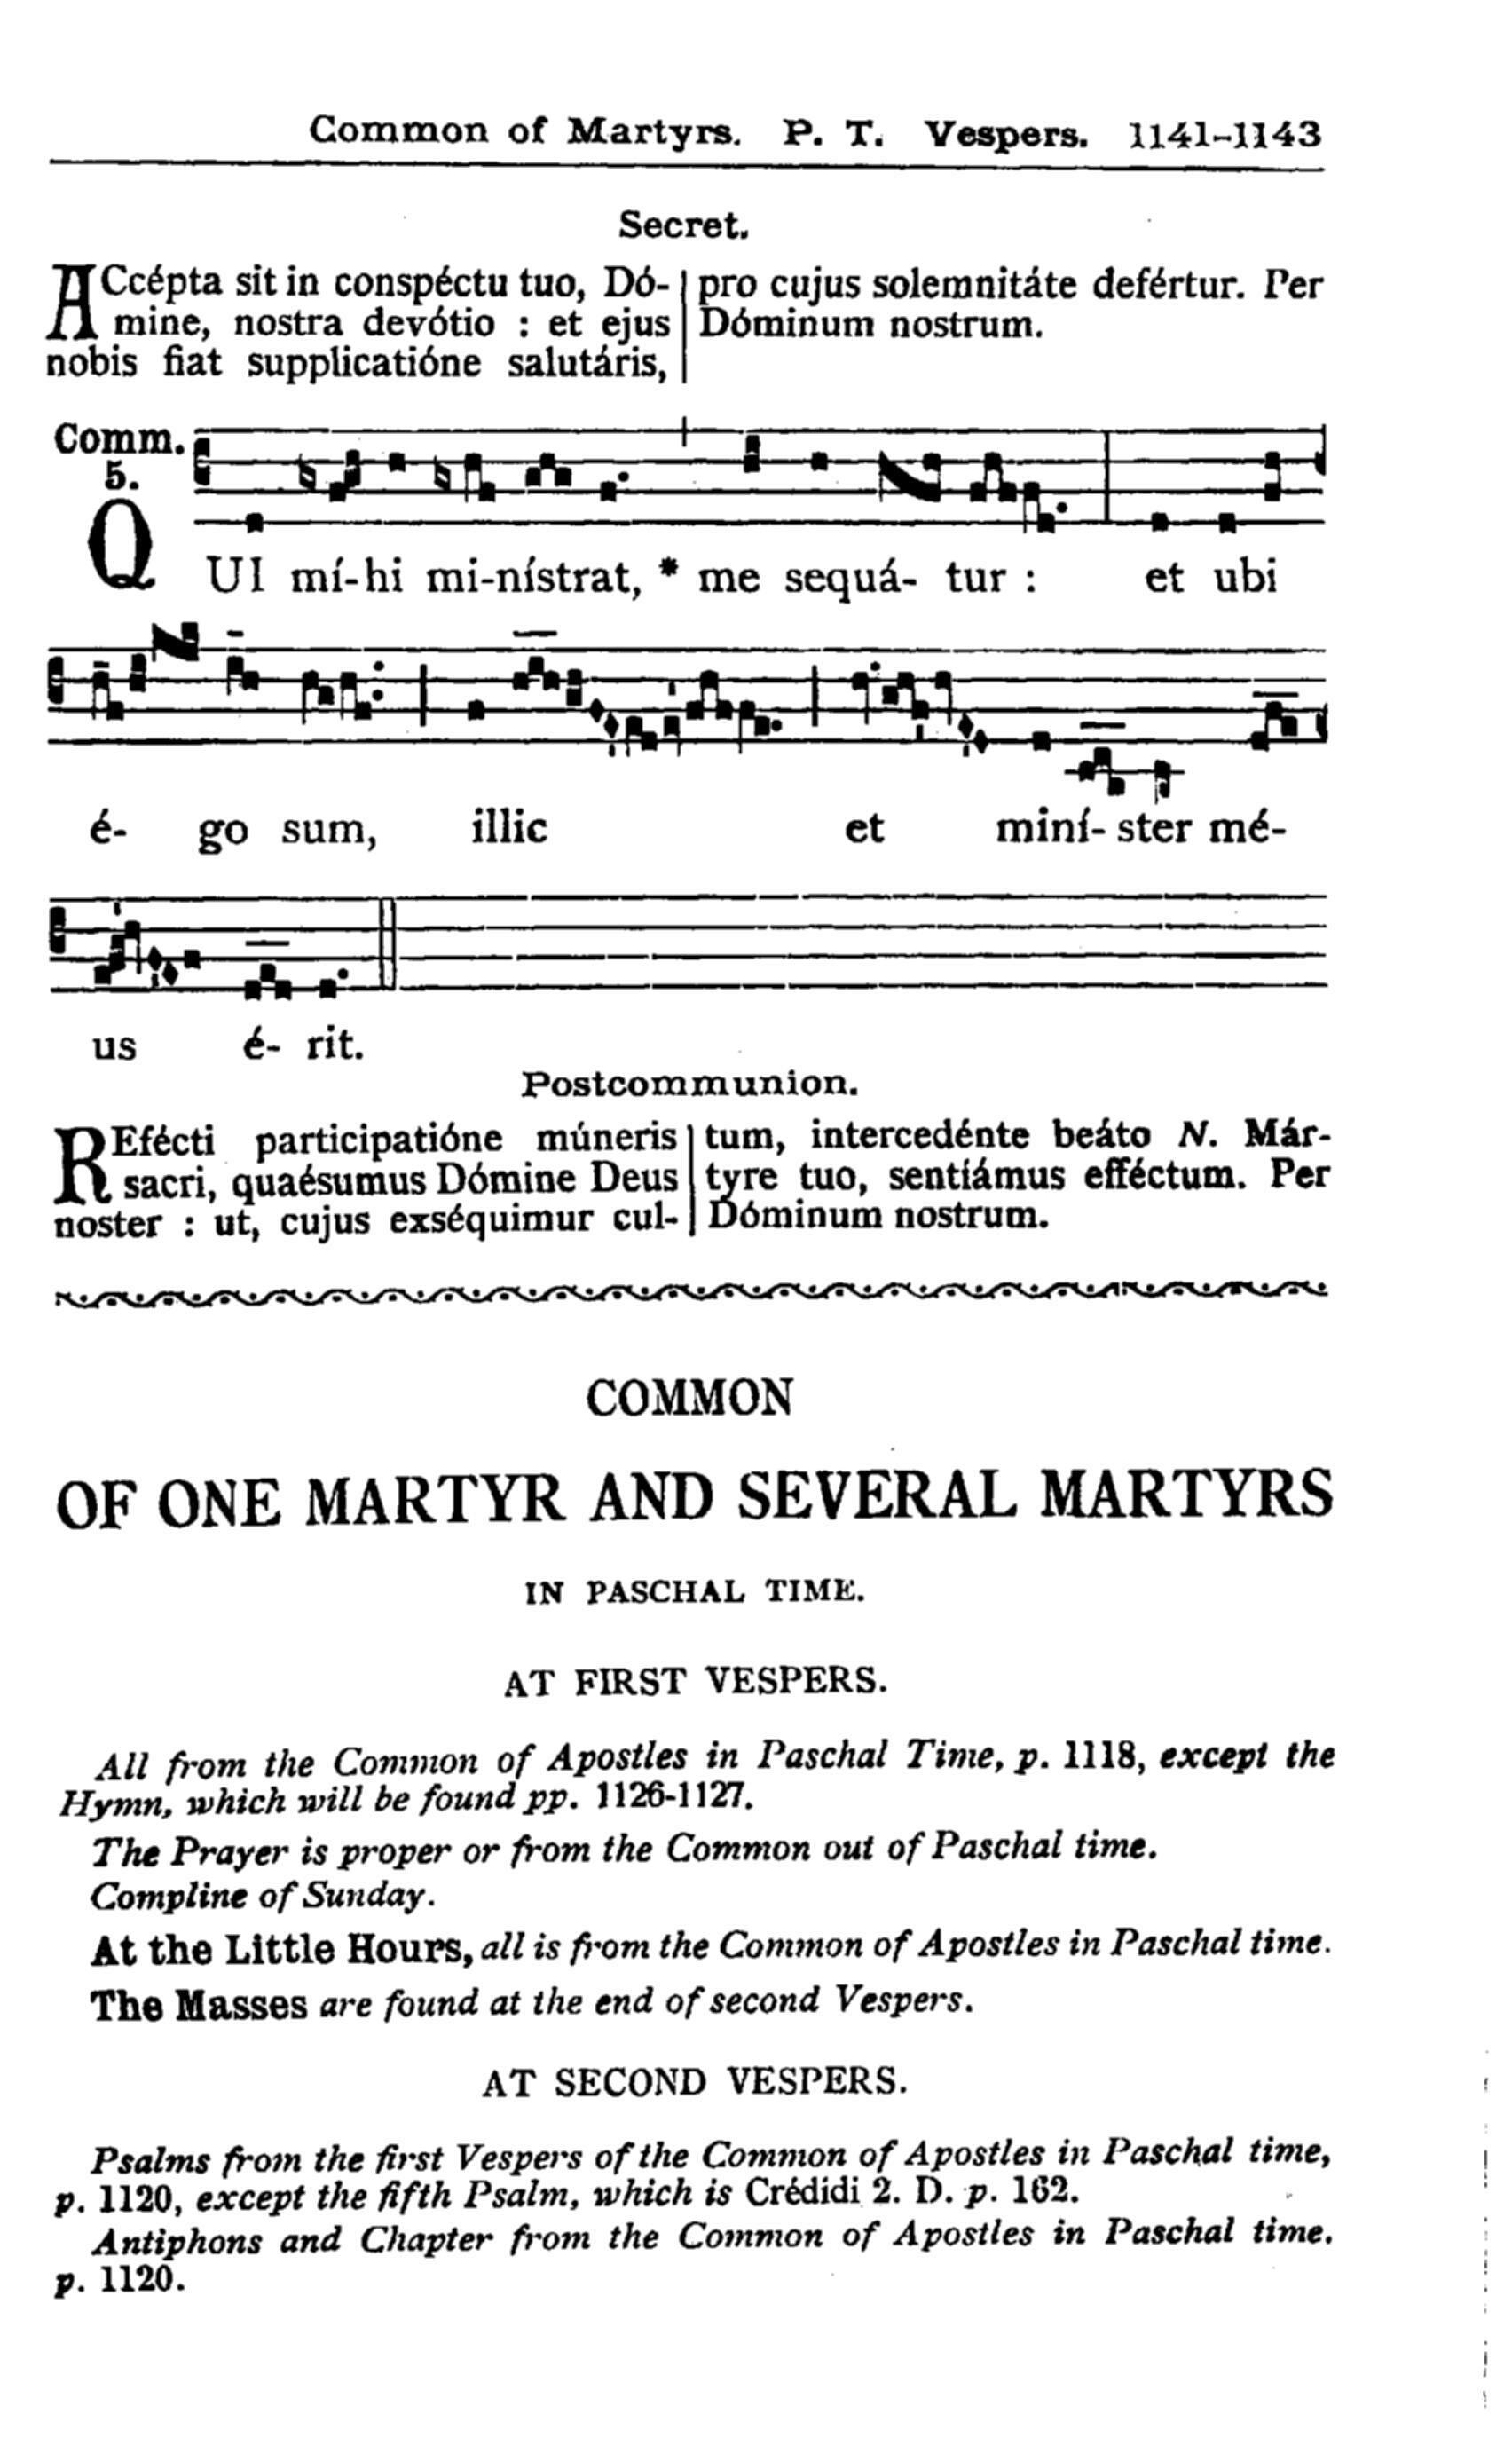 Common of Martyrs. P. T. Vespers. 1141-1143
Secret.
ACcépta sit in conspéctu tuo, Dó-
mine, nostra devótio : et ejus
nobis fiat supplicatióne salutáris,
pro cujus solemnitáte defértur. Per
Dóminum nostrum.
Comm.
5.
QUI mí-hi mi-nístrat, * me sequá- tur : et ubi
é- go sum, illic et miní- ster mé-
us é- rit.
Postcommunion.
REfécti participatióne múneris
sacri, quaésumus Dómine Deus
noster : ut, cujus exséquimur cul-
tum, intercedénte beáto N. Már-
tyre tuo, sentiámus efféctum. Per
Dóminum nostrum.
COMMON
OF ONE MARTYR AND SEVERAL MARTYRS
IN PASCHAL TIME.
AT FIRST VESPERS.
All from the Common of Apostles in Paschal Time, p. 1118, except the
Hymn, which will be found pp. 1126-1127.
The Prayer is proper or from the Common out of Paschal time.
Compline of Sunday.
At the Little Hours, all is from the Common of Apostles in Paschal time.
The Masses are found at the end of second Vespers.
AT SECOND VESPERS.
Psalms from the first Vespers of the Common of Apostles in Paschal time,
p. 1120, except the fifth Psalm, which is Crédidi 2. D. p. 162.
Antiphons and Chapter from the Common of Apostles in Paschal time.
p. 1120.